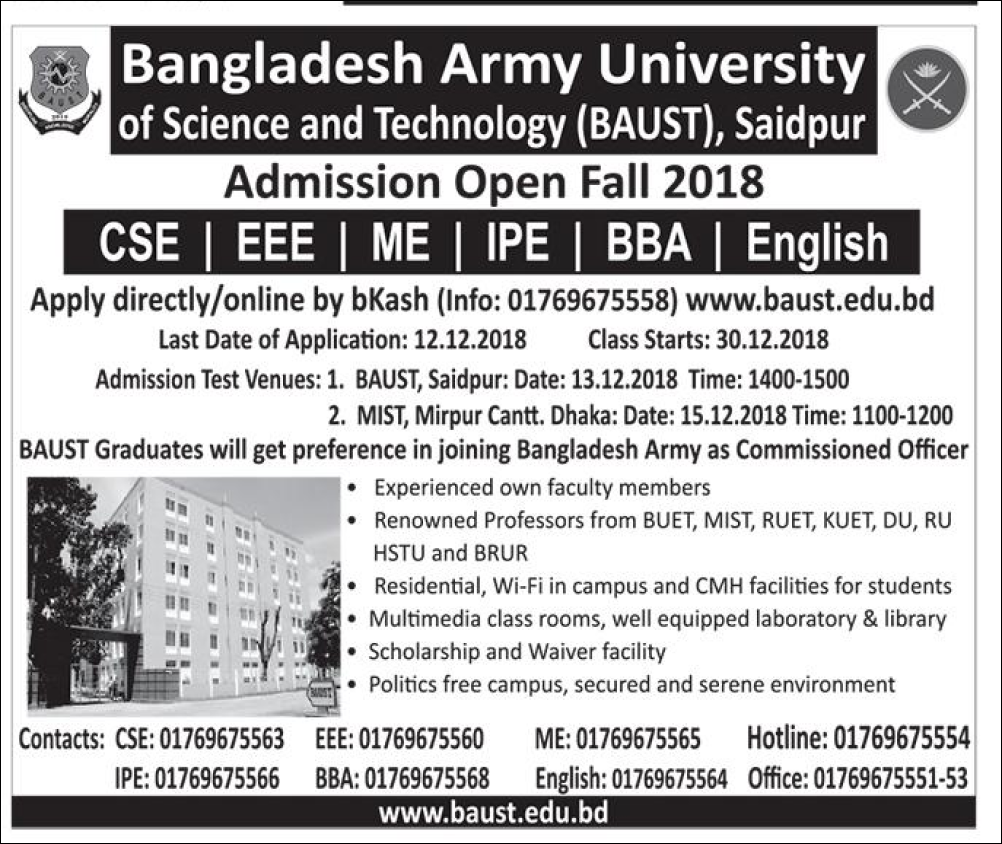 BAUST
Bangladesh Army University
of Science and Technology (BAUST), Saidpur
Admission Open Fall 2018
CSE | EEE | ME | IPE | BBA | English
Apply directly/online by bKash (Info: 01769675558) www.baust.edu.bd
Last Date of Application: 12.12.2018 Class Starts: 30.12.2018
Admission Test Venues: 1. BAUST, Saidpur: Date: 13.12.2018 Time: 1400-1500
2. MIST, Mirpur Cantt. Dhaka: Date: 15.12.2018 Time: 1100-1200
BAUST Graduates will get preference in joining Bangladesh Army as Commissioned Officer
• Experienced own faculty members
• Renowned Professors from BUET, MIST, RUET, KUET, DU, RU
HSTU and BRUR
• Residential, Wi-Fi in campus and CMH facilities for students
• Multimedia class rooms, well equipped laboratory & library
• Scholarship and Waiver facility
• Politics free campus, secured and serene environment
BAUST
Contacts: CSE: 01769675563 EEE: 01769675560 ME: 01769675565 Hotline: 01769675554
IPE: 01769675566 BBA: 01769675568 English: 01769675564 Office: 01769675551-53
www.baust.edu.bd